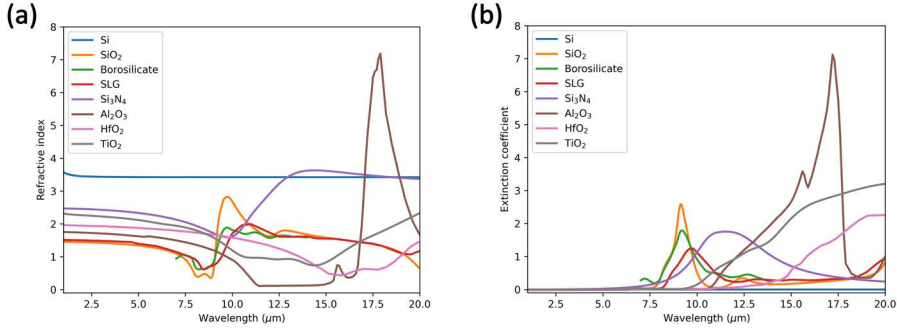 (a)
8
7
6
5
4
3
2
1
0
Refractive index
Si
SiO₂
Borosilicate
SLG
Si₃N₄
Al₂O₃
HfO₂
TiO₂
2.5 5.0 7.5 10.0 12.5 15.0 17.5 20.0
Wavelength (μm)
(b)
8
7
6
5
4
3
2
1
0
Extinction coefficient
Si
SiO₂
Borosilicate
SLG
Si₃N₄
Al₂O₃
HfO₂
TiO₂
2.5 5.0 7.5 10.0 12.5 15.0 17.5 20.0
Wavelength (μm)